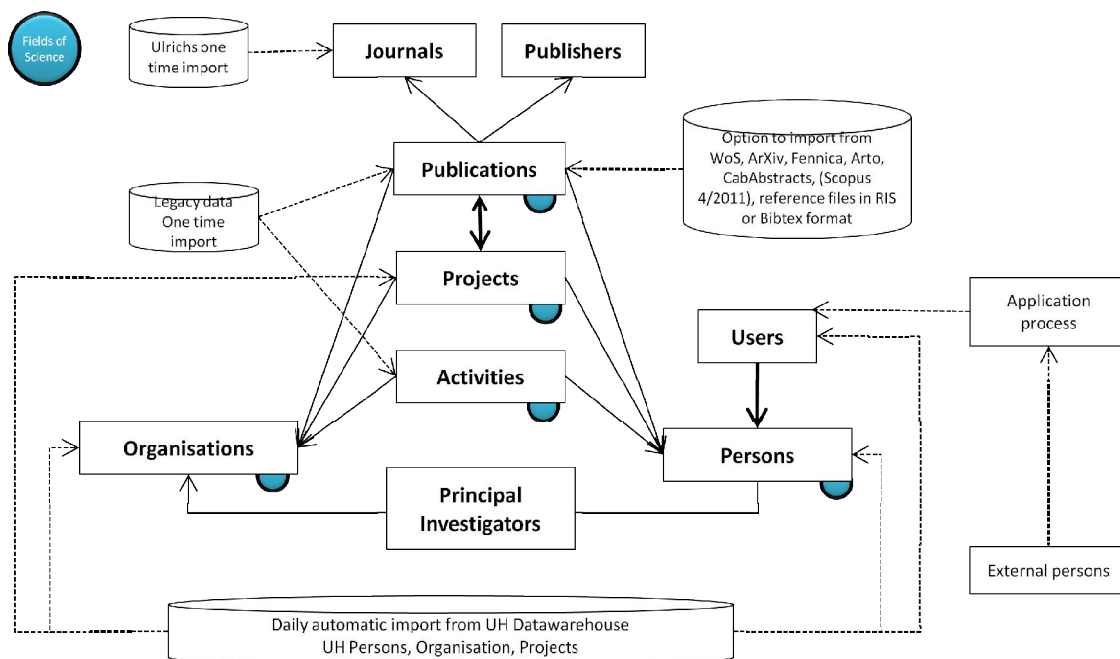 Fields of
Science
Ulrichs one
time import
Journals
Publishers
Publications
Option to import from
WoS, ArXiv, Fennica, Arto,
CabAbstracts, (Scopus
4/2011), reference files in RIS
or Bibtex format
Legacy data
One time
import
Projects
Application
process
Users
Activities
Organisations
Persons
Principal
Investigators
External persons
Daily automatic import from UH Datawarehouse
UH Persons, Organisation, Projects